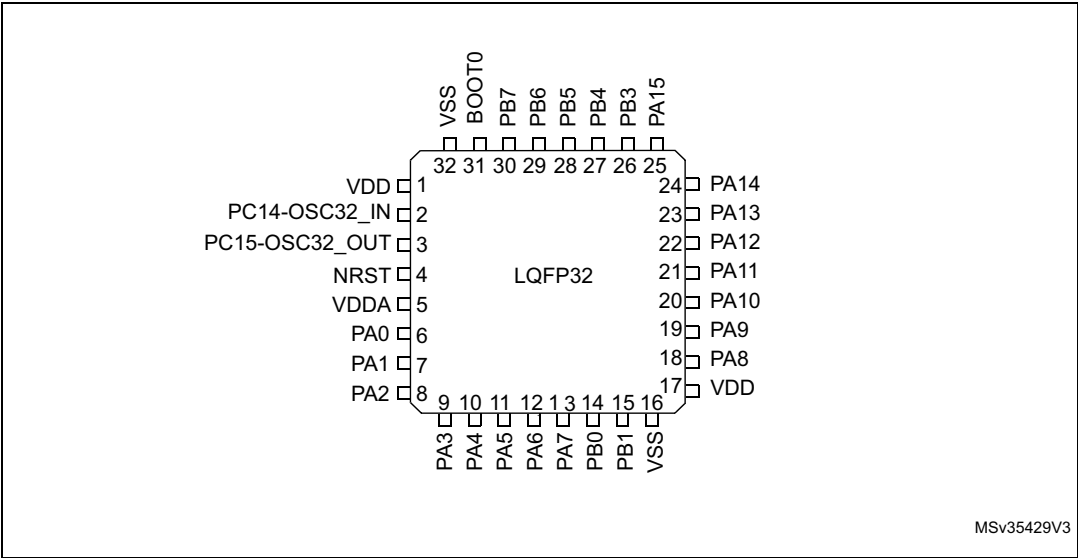 VSS
BOOT0
PB7
PB6
PB5
PB4
PB3
PA15
32 31 30 29 28 27 26 25
VDD 1
PC14-OSC32_IN 2
PC15-OSC32_OUT 3
NRST 4
VDDA 5
PA0 6
PA1 7
PA2 8
LQFP32
24 PA14
23 PA13
22 PA12
21 PA11
20 PA10
19 PA9
18 PA8
17 VDD
9 10 11 12 13 14 15 16
PA3
PA4
PA5
PA6
PA7
PB0
PB1
VSS
MSv35429V3